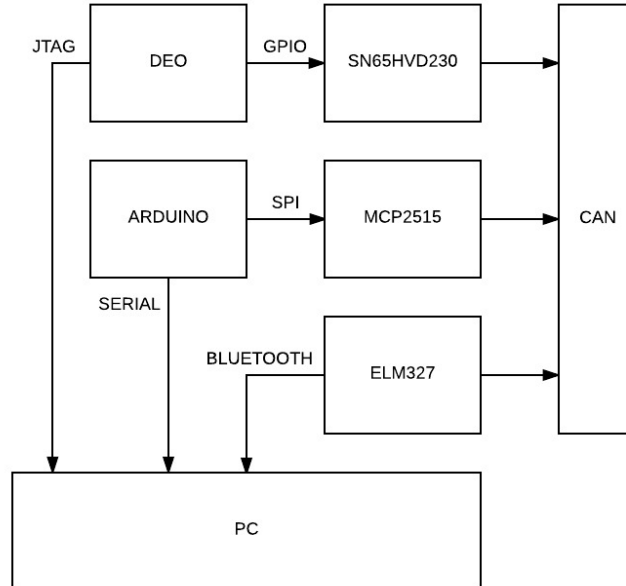 JTAG
DEO
GPIO
SN65HVD230
ARDUINO
SPI
MCP2515
CAN
SERIAL
BLUETOOTH
ELM327
PC